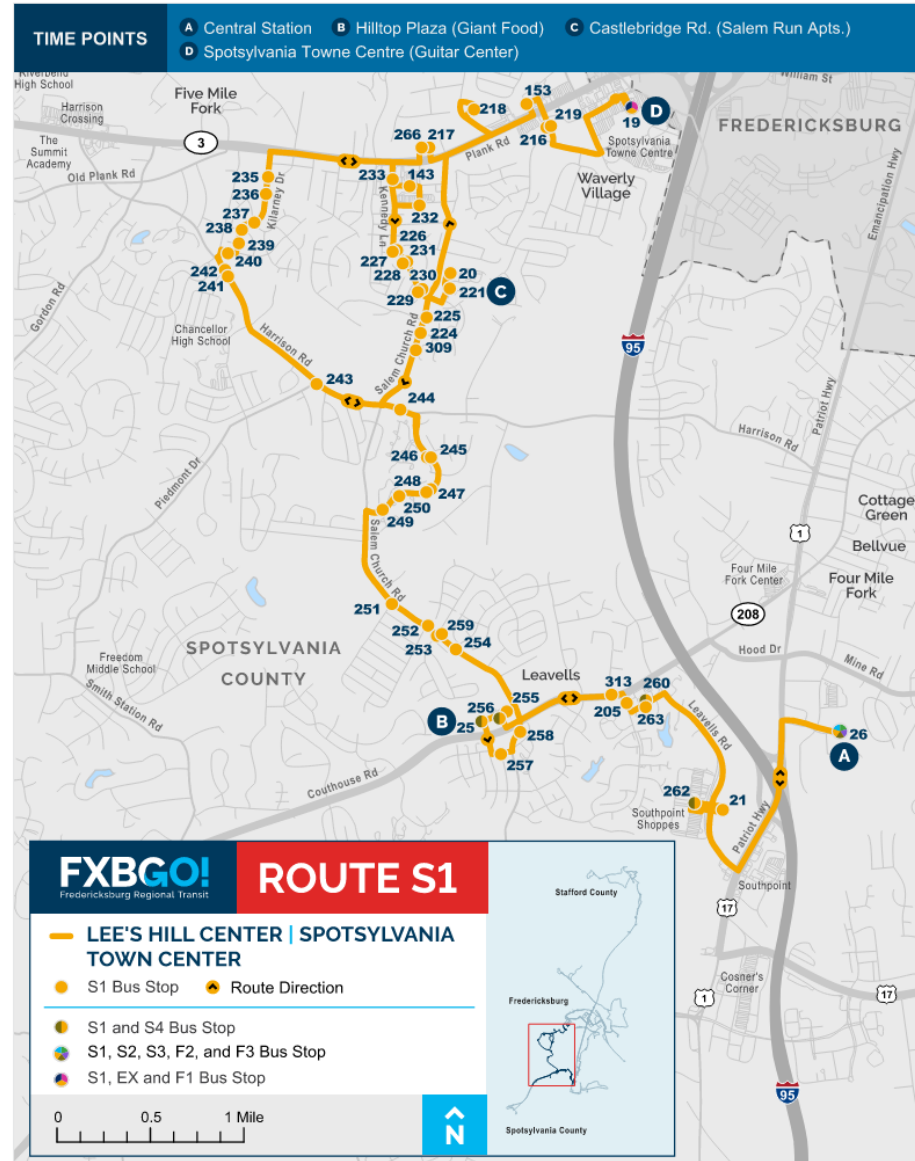 TIME POINTS
A Central Station B Hilltop Plaza (Giant Food) C Castlebridge Rd. (Salem Run Apts.)
D Spotsylvania Towne Centre (Guitar Center)
High School
William St
Five Mile
Fork
Harrison
Crossing
The
Summit
Academy
3
Old Plank Rd
153
218
219
216
19
D
Spotsylvania
Towne Centre
FREDERICKSBURG
266
217
Plank Rd
Waverly
Village
Emancipation Hwy
235
236
Kilarney Dr
237
238
239
240
242
241
233
143
Kennedy Ln
232
226
231
227
228
230
229
20
221
C
225
224
309
Gordon Rd
Chancellor
High School
Harrison Rd
Salem Church Rd
95
Patriot Hwy
243
244
Harrison Rd
246
245
248
247
250
249
Piedmont Dr
Salem Church Rd
Cottage
Green
1
Bellvue
Four Mile
Fork Center
Four Mile
Fork
208
251
252
259
253
254
SPOTSYLVANIA
COUNTY
Hood Dr
Mine Rd
Freedom
Middle School
Smith Station Rd
Leavells
313
260
205
263
255
256
B
25
258
257
Leavells Rd
26
A
Courthouse Rd
262
21
Southpoint
Shoppes
Patriot Hwy
Southpoint
17
Cosner's
Corner
1
17
95
FXBGO!
Fredericksburg Regional Transit
ROUTE S1
LEE'S HILL CENTER | SPOTSYLVANIA
TOWN CENTER
S1 Bus Stop
Route Direction
S1 and S4 Bus Stop
S1, S2, S3, F2, and F3 Bus Stop
S1, EX and F1 Bus Stop
0 0.5 1 Mile
N
Stafford County
Fredericksburg
Spotsylvania County